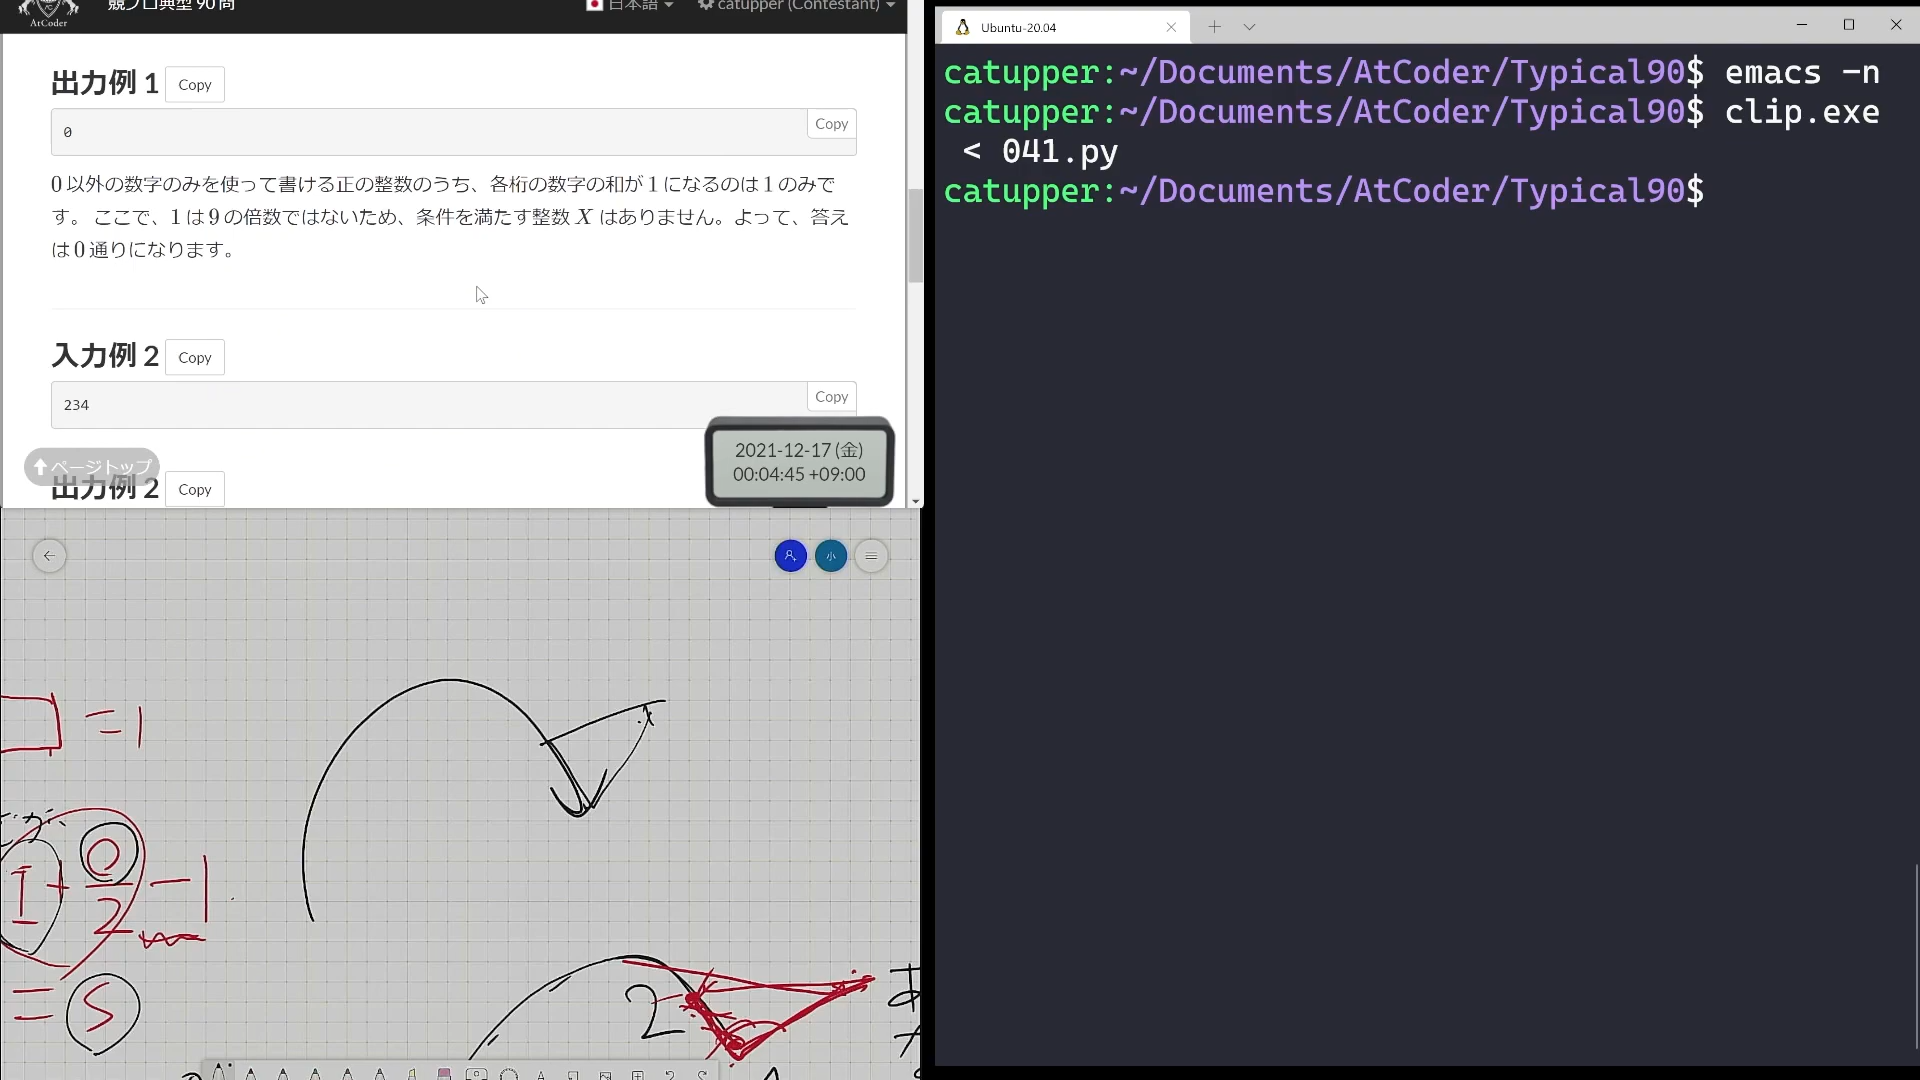 AtCoder
競プロ典型 90 問
日本語
catupper (Contestant)
出力例 1
Copy
Copy
0
0 以外の数字のみを使って書ける正の整数のうち、各桁の数字の和が 1 になるのは 1 のみで
す。 ここで、1 は 9 の倍数ではないため、条件を満たす整数 X はありません。よって、答え
は 0 通りになります。
入力例 2
Copy
Copy
234
ページトップ
出力例 2
Copy
2021-12-17 (金)
00:04:45 +09:00
小
= 1
I + O/2 - 1
= S
2
Ubuntu-20.04
catupper:~/Documents/AtCoder/Typical90$ emacs -n
catupper:~/Documents/AtCoder/Typical90$ clip.exe
< 041.py
catupper:~/Documents/AtCoder/Typical90$